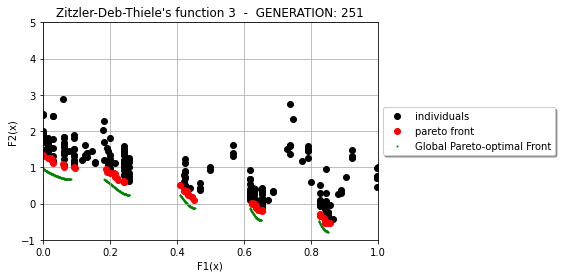 Zitzler-Deb-Thiele's function 3 - GENERATION: 251
5
4
3
2
1
0
−1
F2(x)
0.0 0.2 0.4 0.6 0.8 1.0
F1(x)
individuals
pareto front
Global Pareto-optimal Front